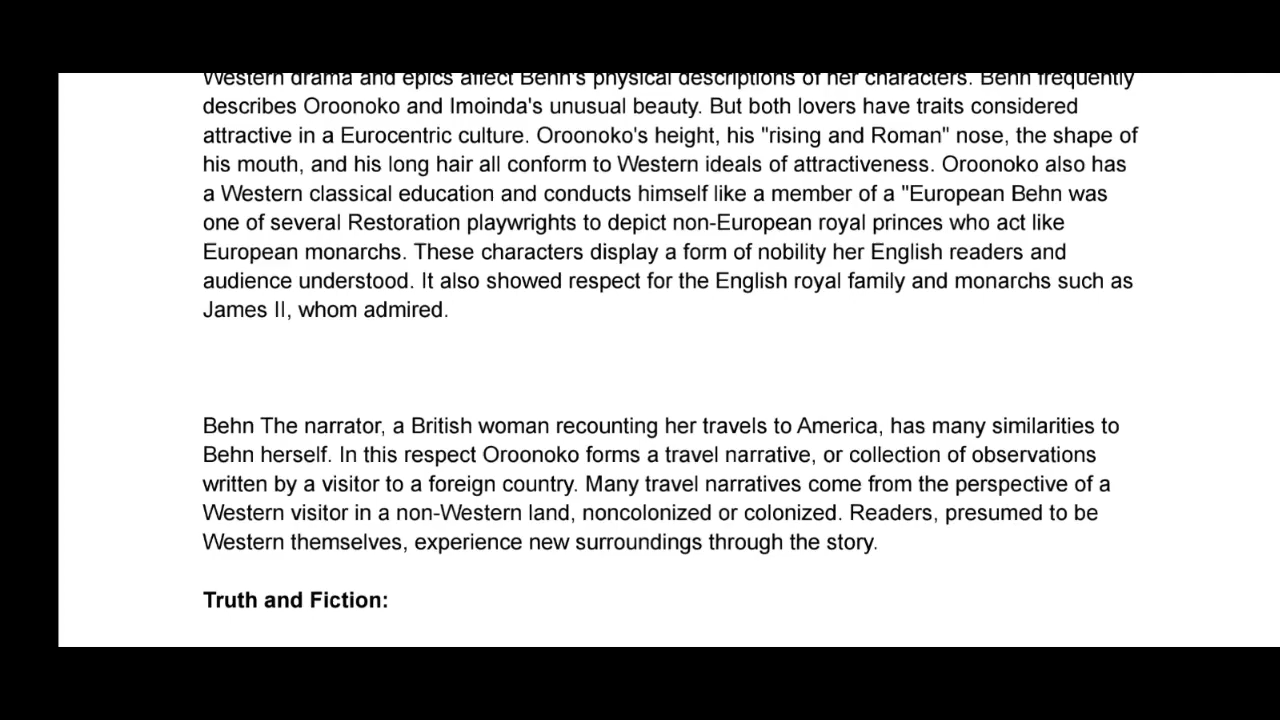 Western drama and epics affect Behn's physical descriptions of her characters. Behn frequently
describes Oroonoko and Imoinda's unusual beauty. But both lovers have traits considered
attractive in a Eurocentric culture. Oroonoko's height, his "rising and Roman" nose, the shape of
his mouth, and his long hair all conform to Western ideals of attractiveness. Oroonoko also has
a Western classical education and conducts himself like a member of a "European Behn was
one of several Restoration playwrights to depict non-European royal princes who act like
European monarchs. These characters display a form of nobility her English readers and
audience understood. It also showed respect for the English royal family and monarchs such as
James II, whom admired.
Behn The narrator, a British woman recounting her travels to America, has many similarities to
Behn herself. In this respect Oroonoko forms a travel narrative, or collection of observations
written by a visitor to a foreign country. Many travel narratives come from the perspective of a
Western visitor in a non-Western land, noncolonized or colonized. Readers, presumed to be
Western themselves, experience new surroundings through the story.
Truth and Fiction: